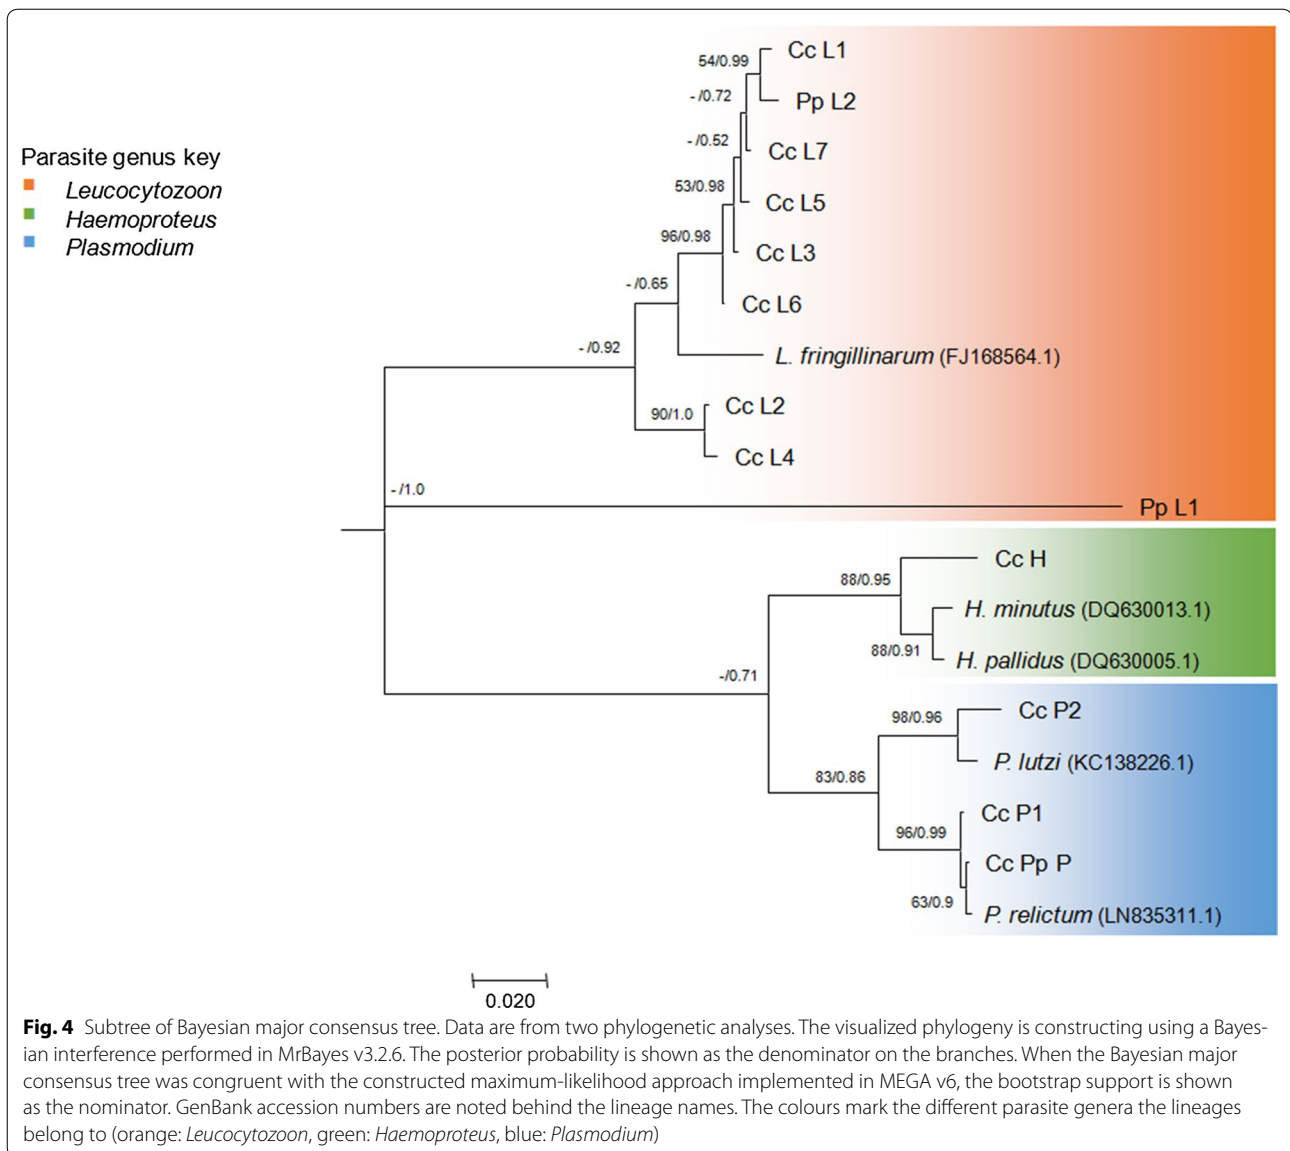 Parasite genus key
Leucocytozoon
Haemoproteus
Plasmodium
54/0.99
Cc L1
- /0.72
Pp L2
- /0.52
Cc L7
53/0.98
Cc L5
96/0.98
Cc L3
- /0.65
Cc L6
- /0.92
L. fringillinarum (FJ168564.1)
90/1.0
Cc L2
Cc L4
- /1.0
Pp L1
88/0.95
Cc H
H. minutus (DQ630013.1)
88/0.91
H. pallidus (DQ630005.1)
-/0.71
98/0.96
Cc P2
P. lutzi (KC138226.1)
83/0.86
Cc P1
96/0.99
Cc Pp P
63/0.9
P. relictum (LN835311.1)
0.020
Fig. 4 Subtree of Bayesian major consensus tree. Data are from two phylogenetic analyses. The visualized phylogeny is constructing using a Bayes-
ian interference performed in MrBayes v3.2.6. The posterior probability is shown as the denominator on the branches. When the Bayesian major
consensus tree was congruent with the constructed maximum-likelihood approach implemented in MEGA v6, the bootstrap support is shown
as the nominator. GenBank accession numbers are noted behind the lineage names. The colours mark the different parasite genera the lineages
belong to (orange: Leucocytozoon, green: Haemoproteus, blue: Plasmodium)